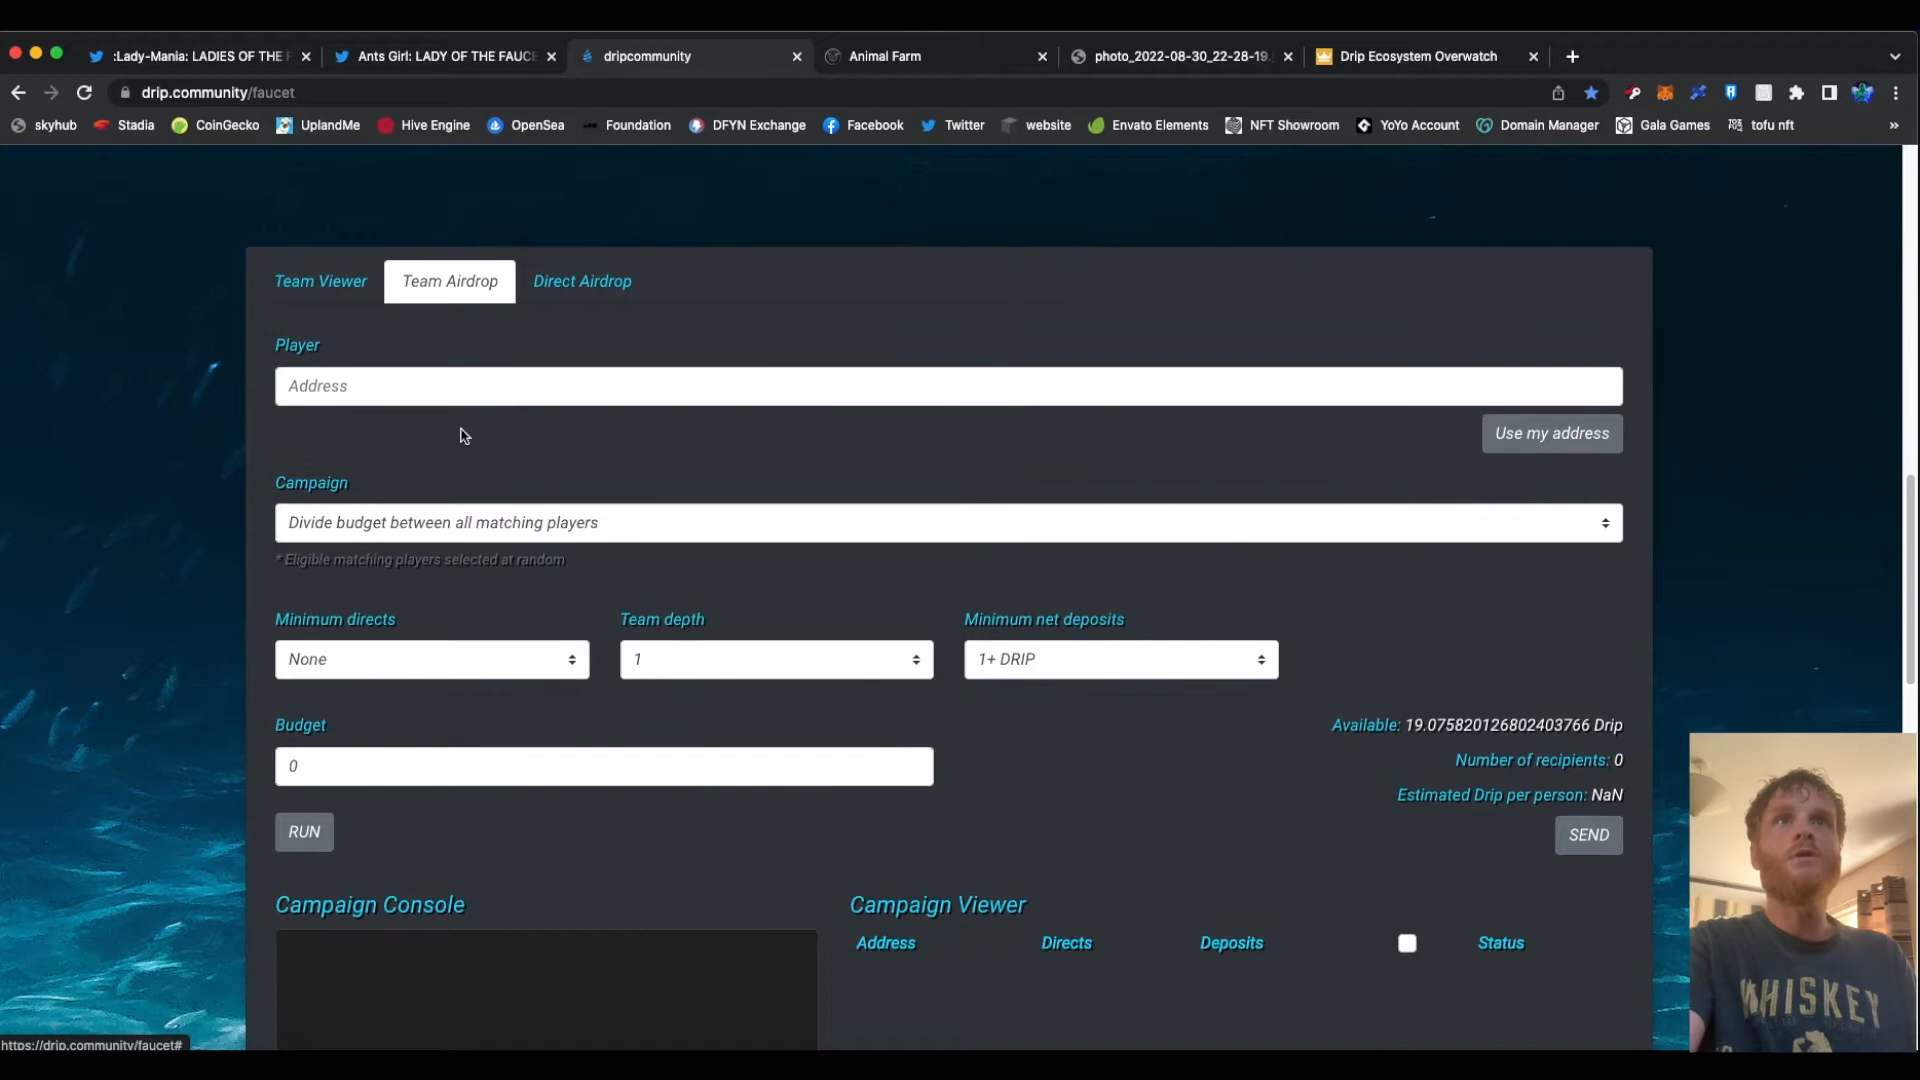 :Lady-Mania: LADIES OF THE F
Ants Girl: LADY OF THE FAUCE
dripcommunity
Animal Farm
photo_2022-08-30_22-28-19.
Drip Ecosystem Overwatch
drip.community/faucet
skyhub
Stadia
CoinGecko
UplandMe
Hive Engine
OpenSea
Foundation
DFYN Exchange
Facebook
Twitter
website
Envato Elements
NFT Showroom
YoYo Account
Domain Manager
Gala Games
tofu nft
»
Team Viewer
Team Airdrop
Direct Airdrop
Player
Address
Use my address
Campaign
Divide budget between all matching players
* Eligible matching players selected at random
Minimum directs
Team depth
Minimum net deposits
None
1
1+ DRIP
Budget
Available: 19.075820126802403766 Drip
0
Number of recipients: 0
Estimated Drip per person: NaN
RUN
SEND
Campaign Console
Campaign Viewer
Address
Directs
Deposits
Status
WHISKEY
https://drip.community/faucet#